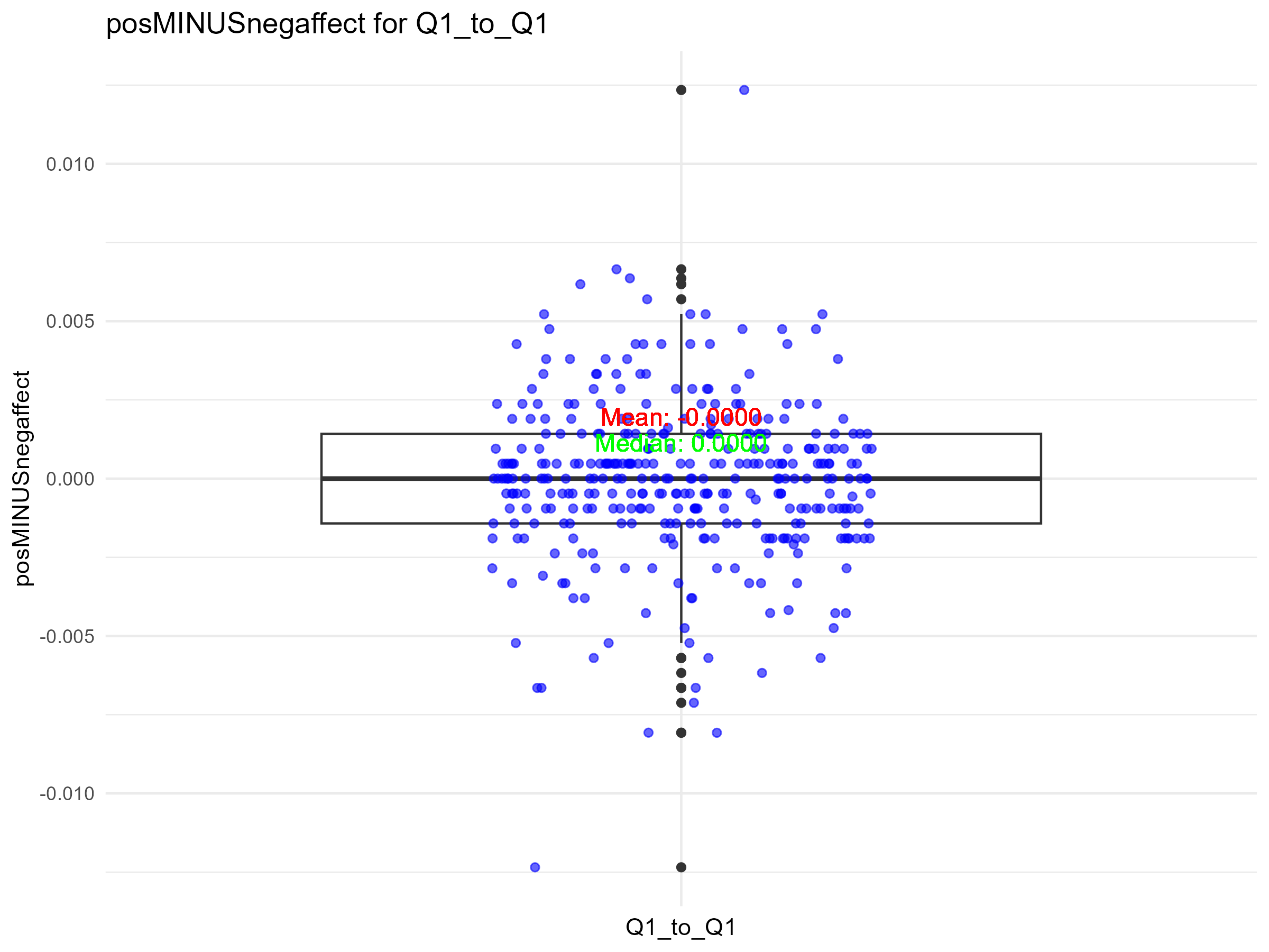 posMINUSnegaffect for Q1_to_Q1
0.010
0.005
Mean: -0.0000
Median: 0.0000
0.000
-0.005
-0.010
posMINUSnegaffect
Q1_to_Q1